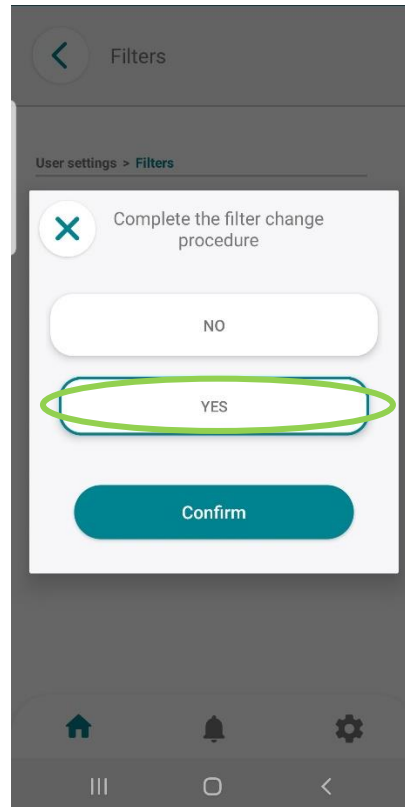 Filters
User settings > Filters
Complete the filter change
procedure
NO
YES
Confirm